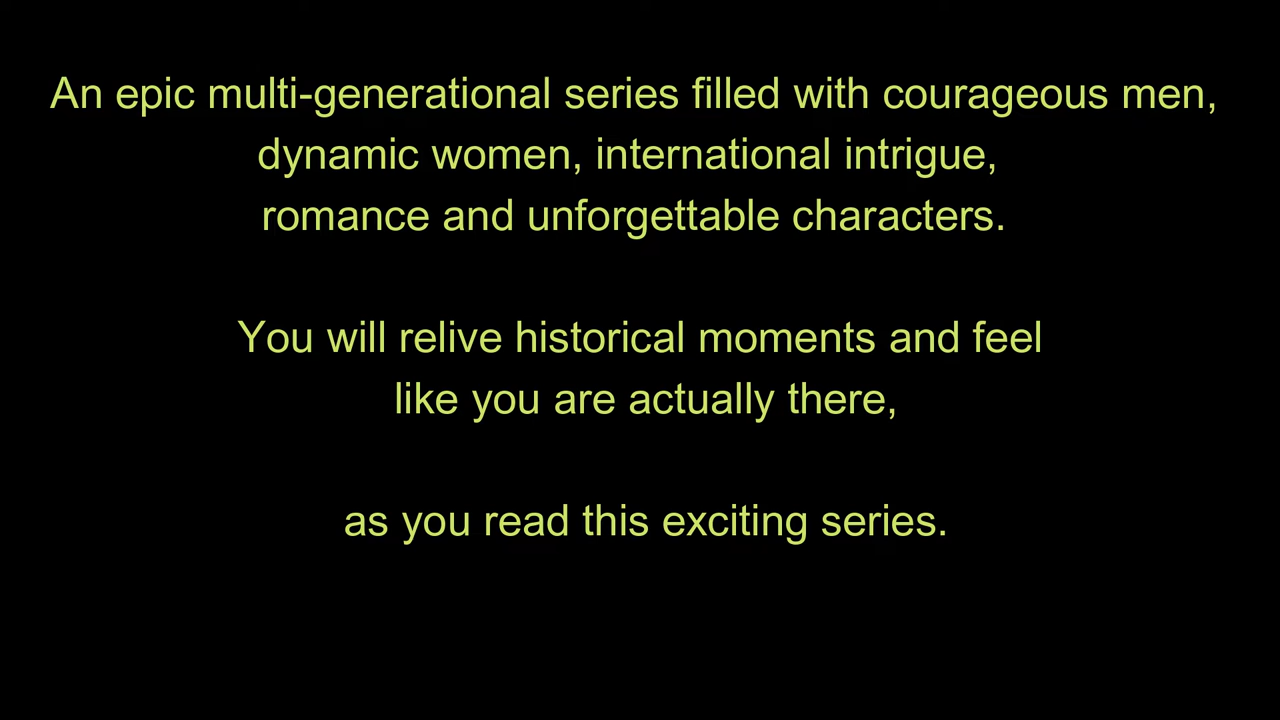 An epic multi-generational series filled with courageous men,
dynamic women, international intrigue,
romance and unforgettable characters.
You will relive historical moments and feel
like you are actually there,
as you read this exciting series.